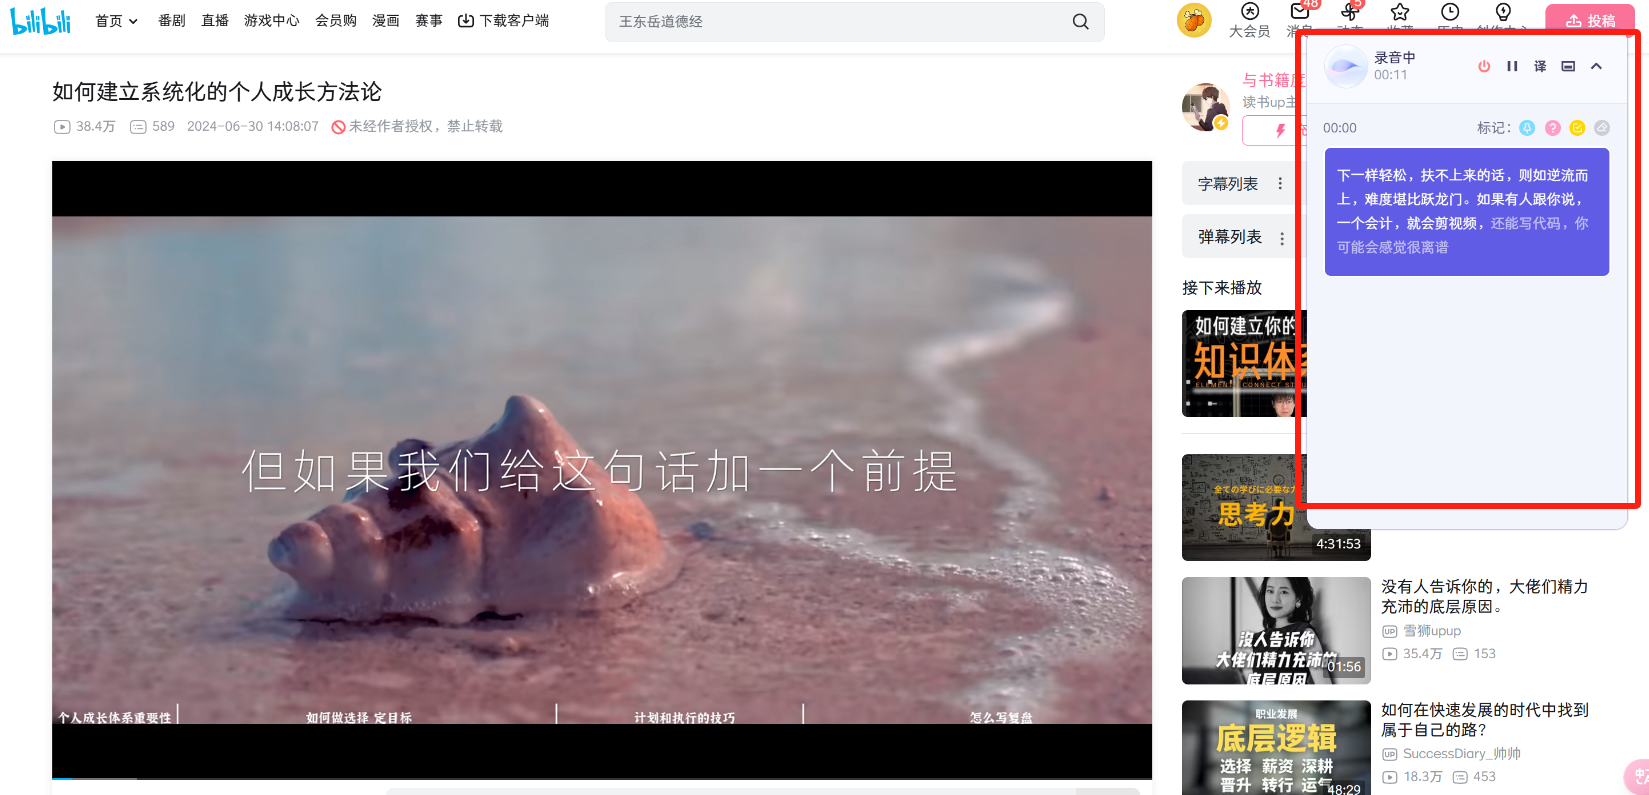 bilibili
首页
番剧
直播
游戏中心
会员购
漫画
赛事
下载客户端
王东岳道德经
大会员
48
消息
5
动态
收藏
历史
创作中心
投稿
如何建立系统化的个人成长方法论
38.4万
589
2024-06-30 14:08:07
未经作者授权，禁止转载
但如果我们给这句话加一个前提
个人成长体系重要性
如何做选择 定目标
计划和执行的技巧
怎么写复盘
与书籍度
读书up主
字幕列表
弹幕列表
接下来播放
如何建立你的
知识体系
ELEMENT CONNECT
全ての学びに必要な力
思考力
4:31:53
没人告诉你
大佬们精力充沛的
底层原因
01:56
没有人告诉你的，大佬们精力
充沛的底层原因。
UP 雪狮upup
35.4万
153
职业发展
底层逻辑
选择 薪资 深耕
晋升 转行 运气
48:29
如何在快速发展的时代中找到
属于自己的路？
UP SuccessDiary_帅帅
18.3万
453
录音中
00:11
译
00:00
标记：
?
下一样轻松，扶不上来的话，则如逆流而
上，难度堪比跃龙门。如果有人跟你说，
一个会计，就会剪视频，还能写代码，你
可能会感觉很离谱